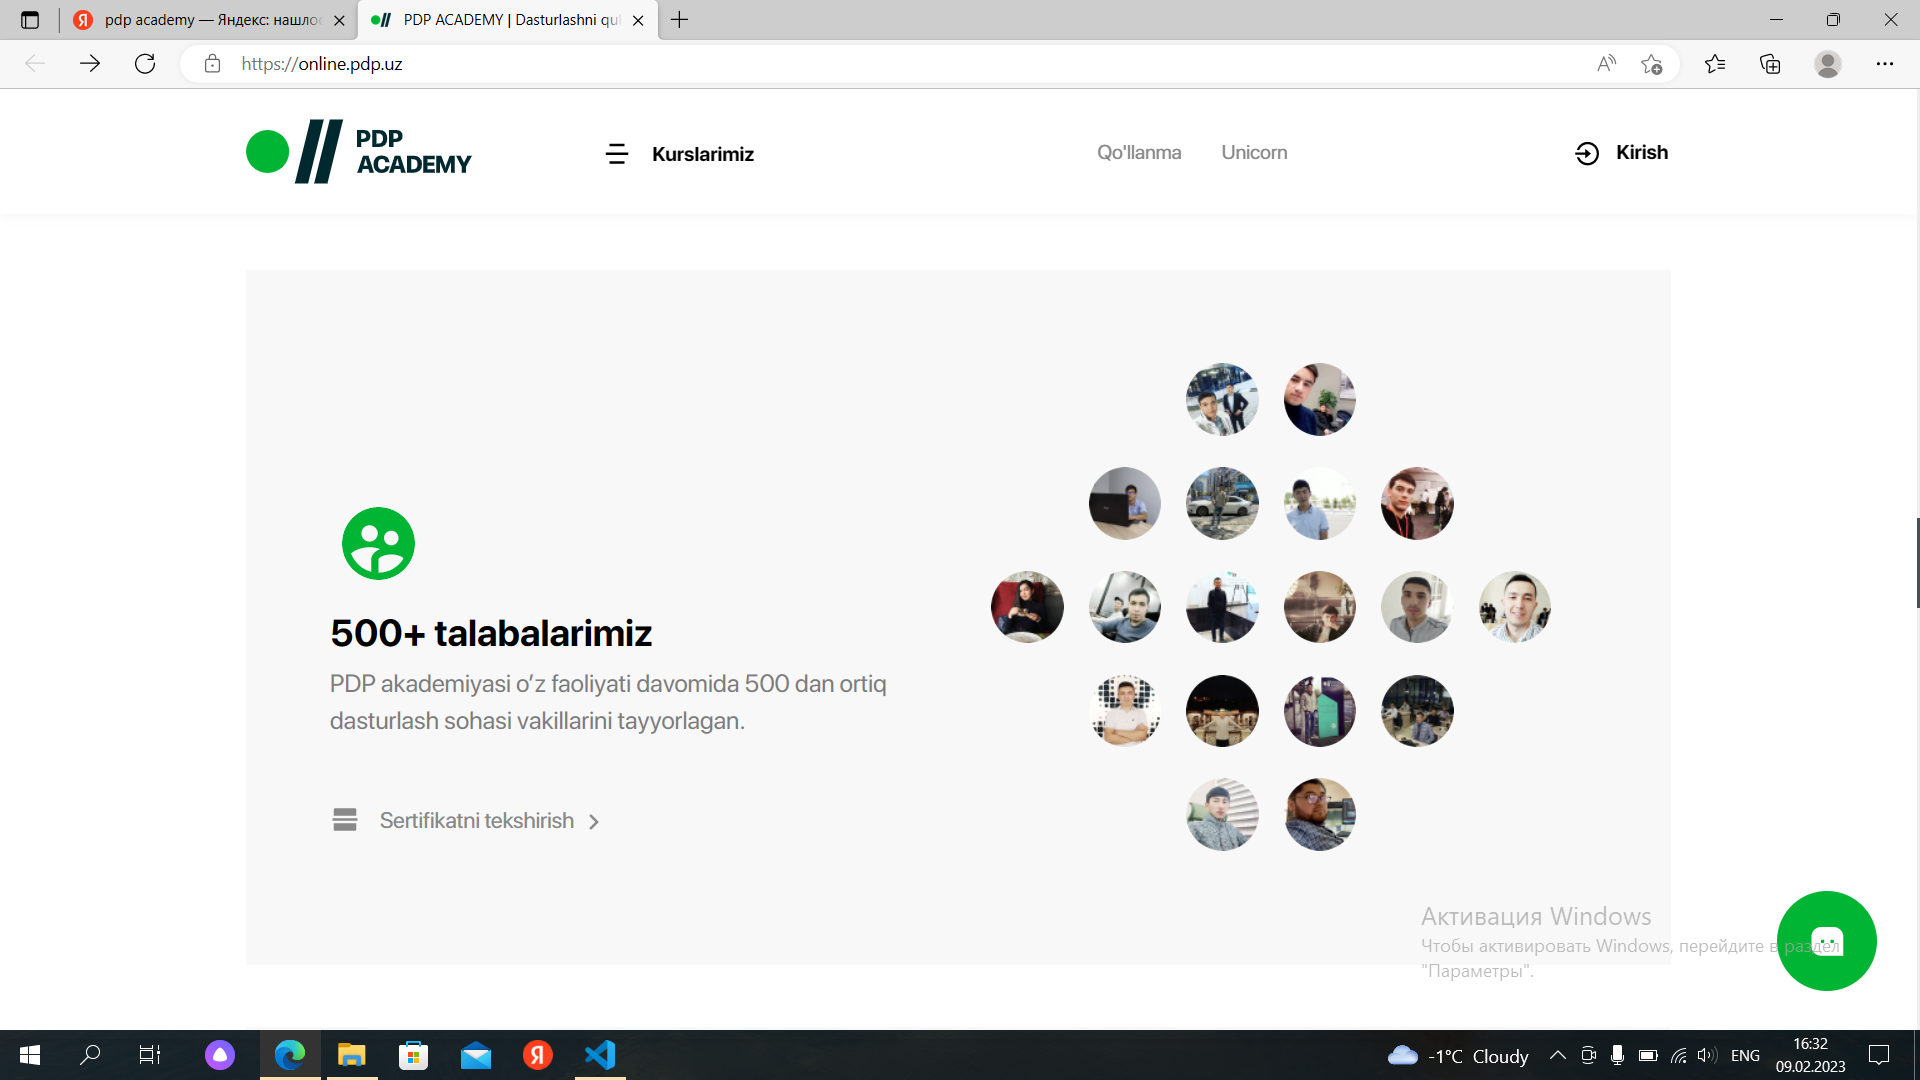 pdp academy — Яндекс: нашлос
PDP ACADEMY | Dasturlashni qu
https://online.pdp.uz
PDP
ACADEMY
Kurslarimiz
Qo'llanma
Unicorn
Kirish
500+ talabalarimiz
PDP akademiyasi o‘z faoliyati davomida 500 dan ortiq
dasturlash sohasi vakillarini tayyorlagan.
Sertifikatni tekshirish
Активация Windows
Чтобы активировать Windows, перейдите в раздел
"Параметры".
-1°C Cloudy
ENG
16:32
09.02.2023